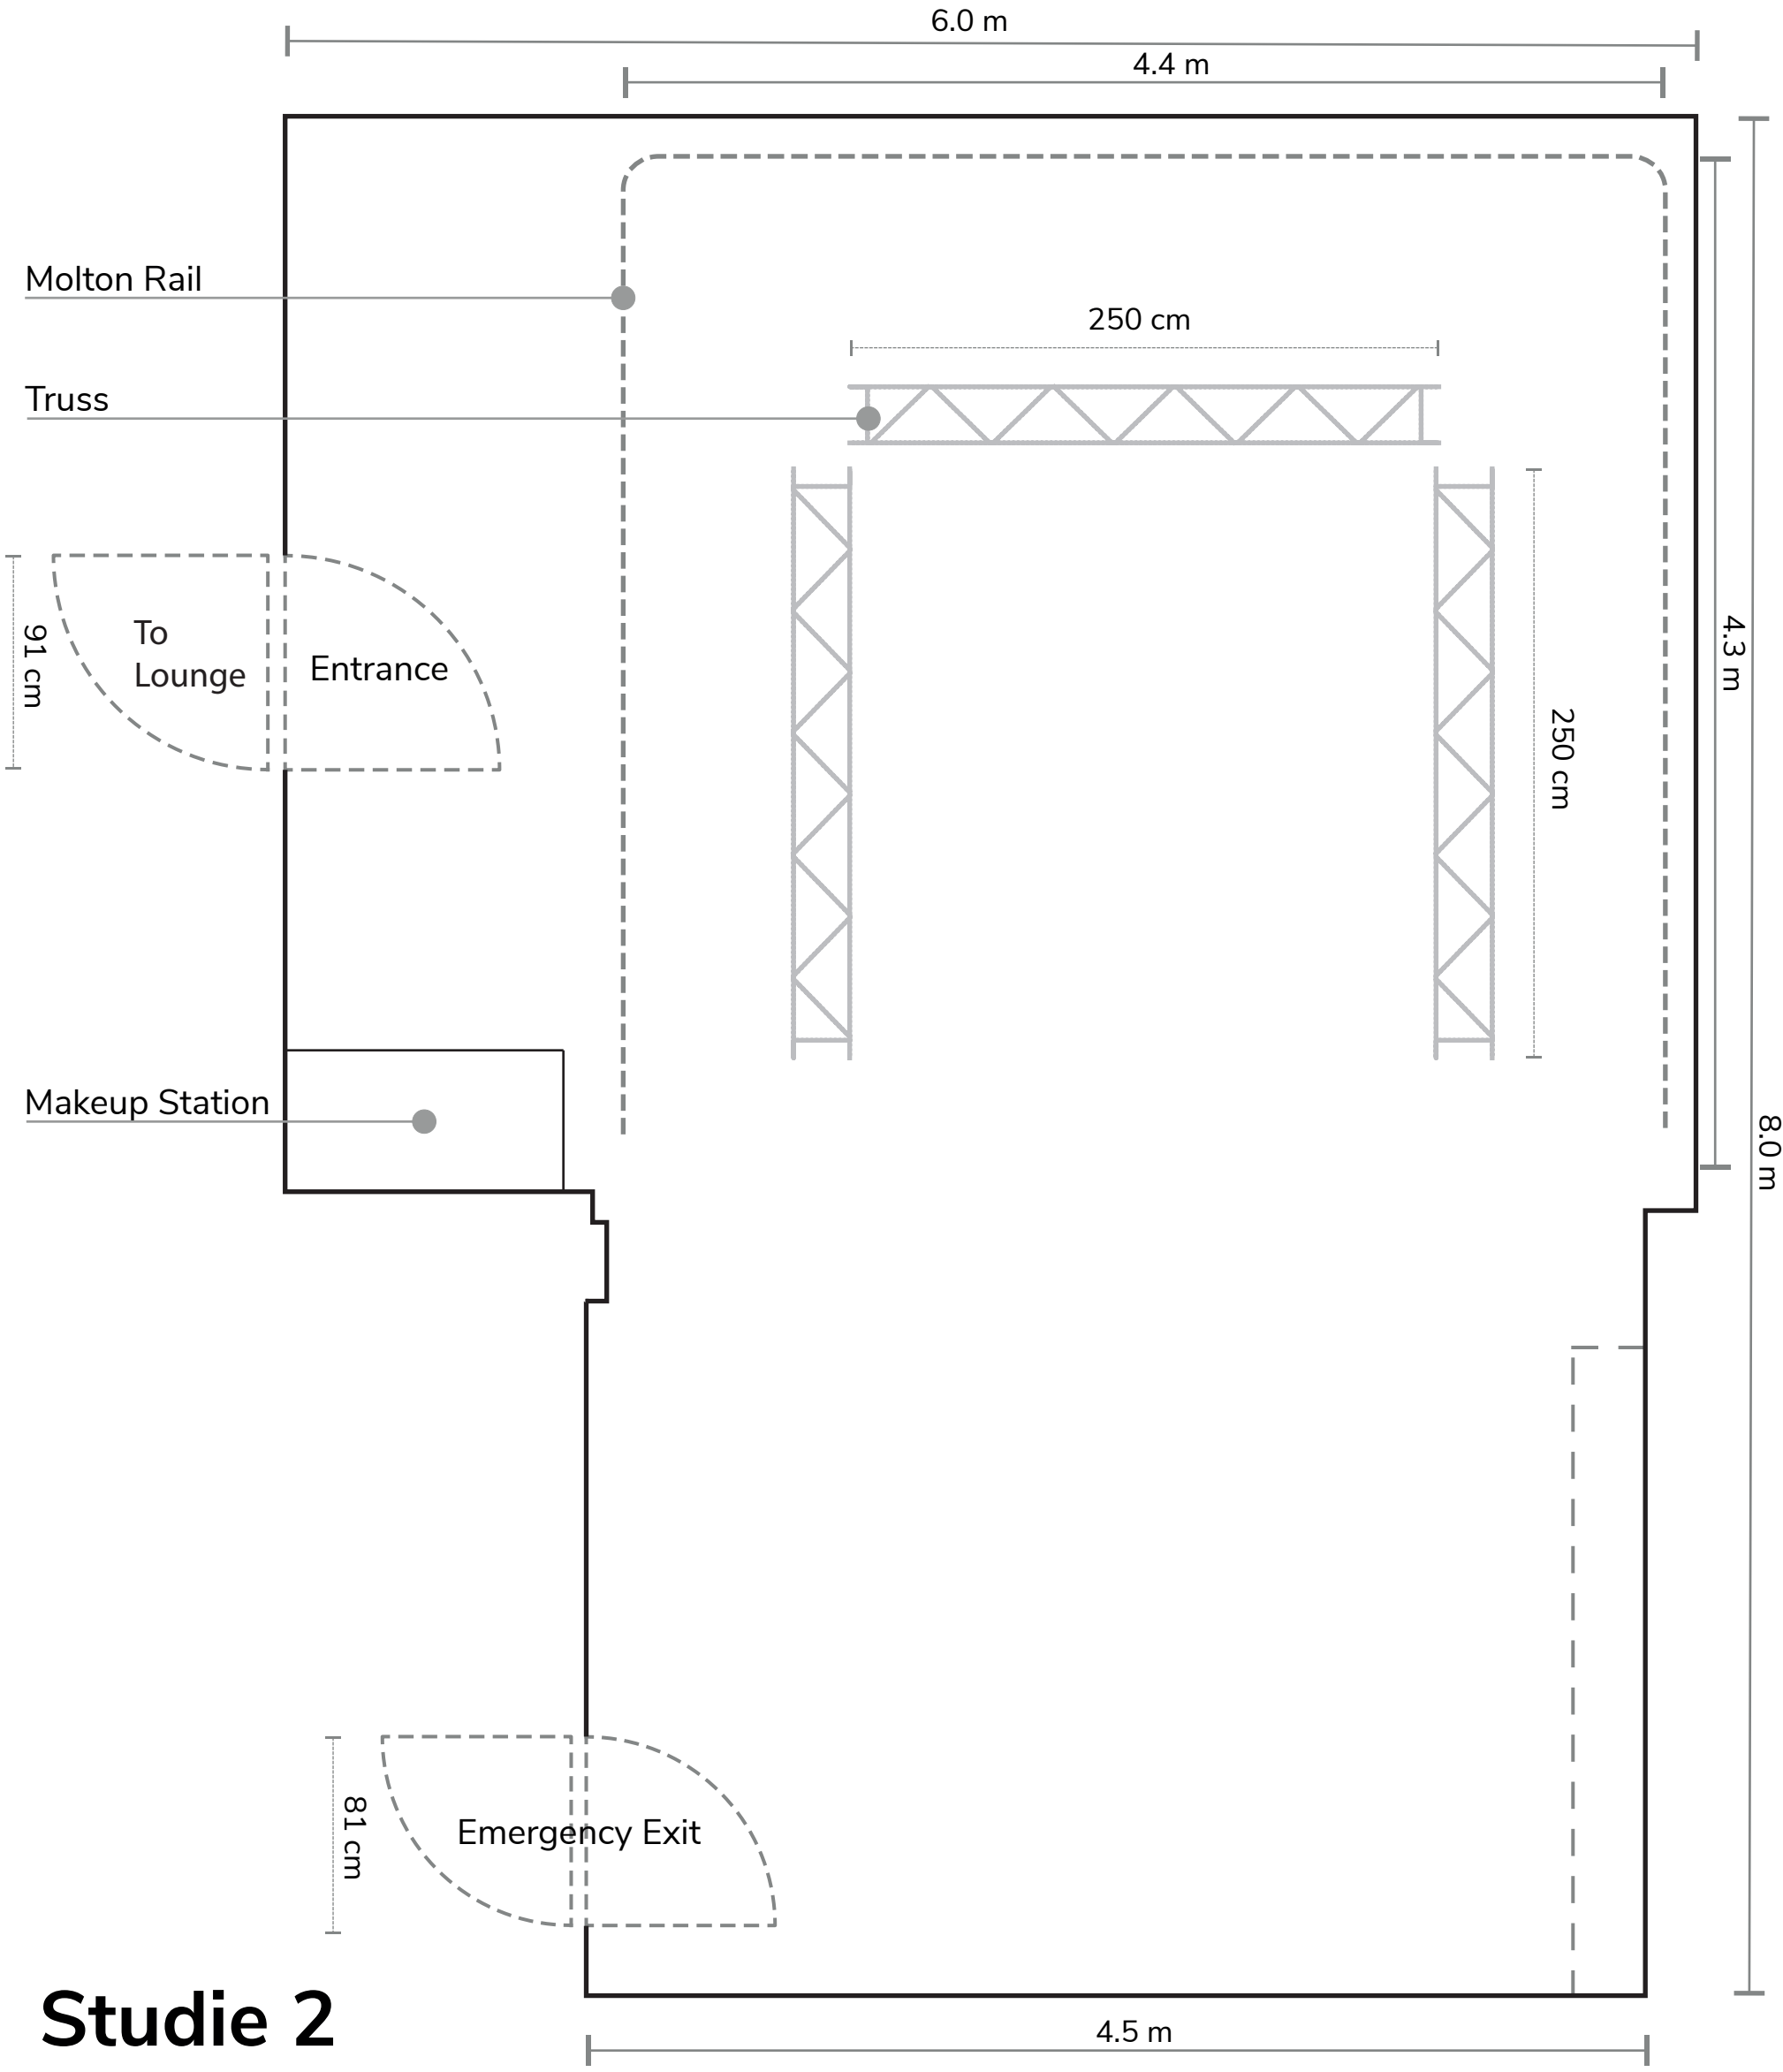 6.0 m
4.4 m
Molton Rail
250 cm
Truss
To
Lounge
Entrance
91 cm
4.3 m
250 cm
Makeup Station
8.0 m
81 cm
Emergency Exit
Studie 2
4.5 m